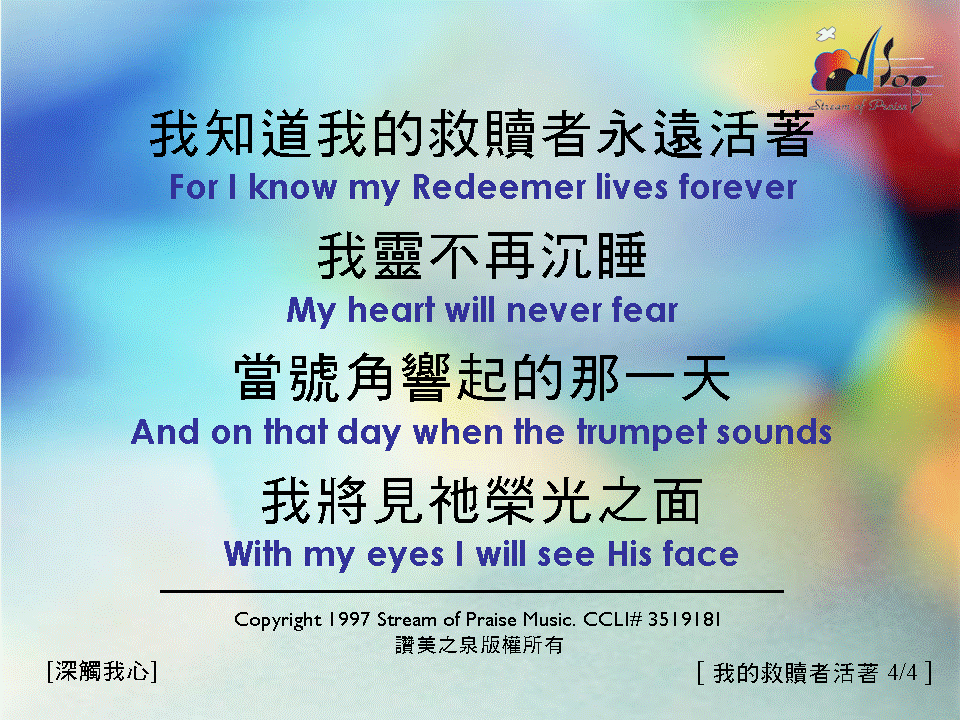 SOP
Stream of Praise
我知道我的救贖者永遠活著
For I know my Redeemer lives forever
我靈不再沉睡
My heart will never fear
當號角響起的那一天
And on that day when the trumpet sounds
我將見祂榮光之面
With my eyes I will see His face
Copyright 1997 Stream of Praise Music. CCLI# 3519181
讚美之泉版權所有
[深觸我心]
[ 我的救贖者活著 4/4 ]